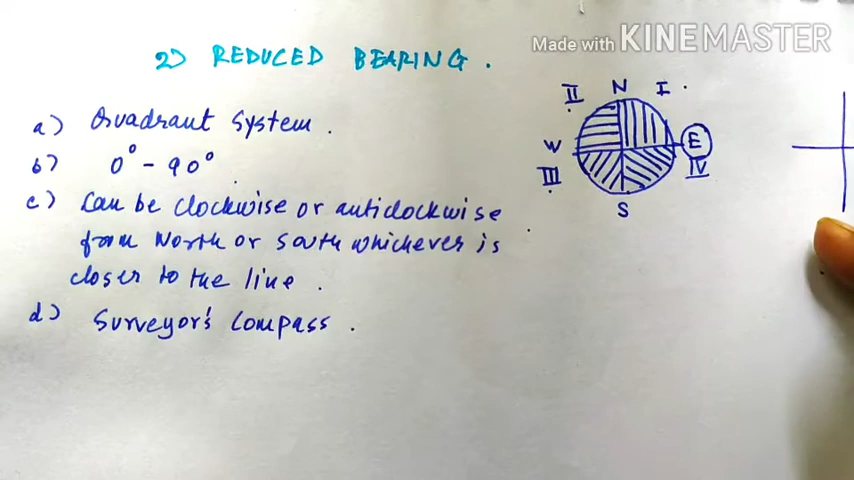 Made with KINEMASTER
2) REDUCED BEARING.
a) Quadrant System.
b) 0° - 90°
c) Can be clockwise or anticlockwise
from North or south whichever is
closer to the line.
d) Surveyor's Compass.
II N I
W E
III IV
S